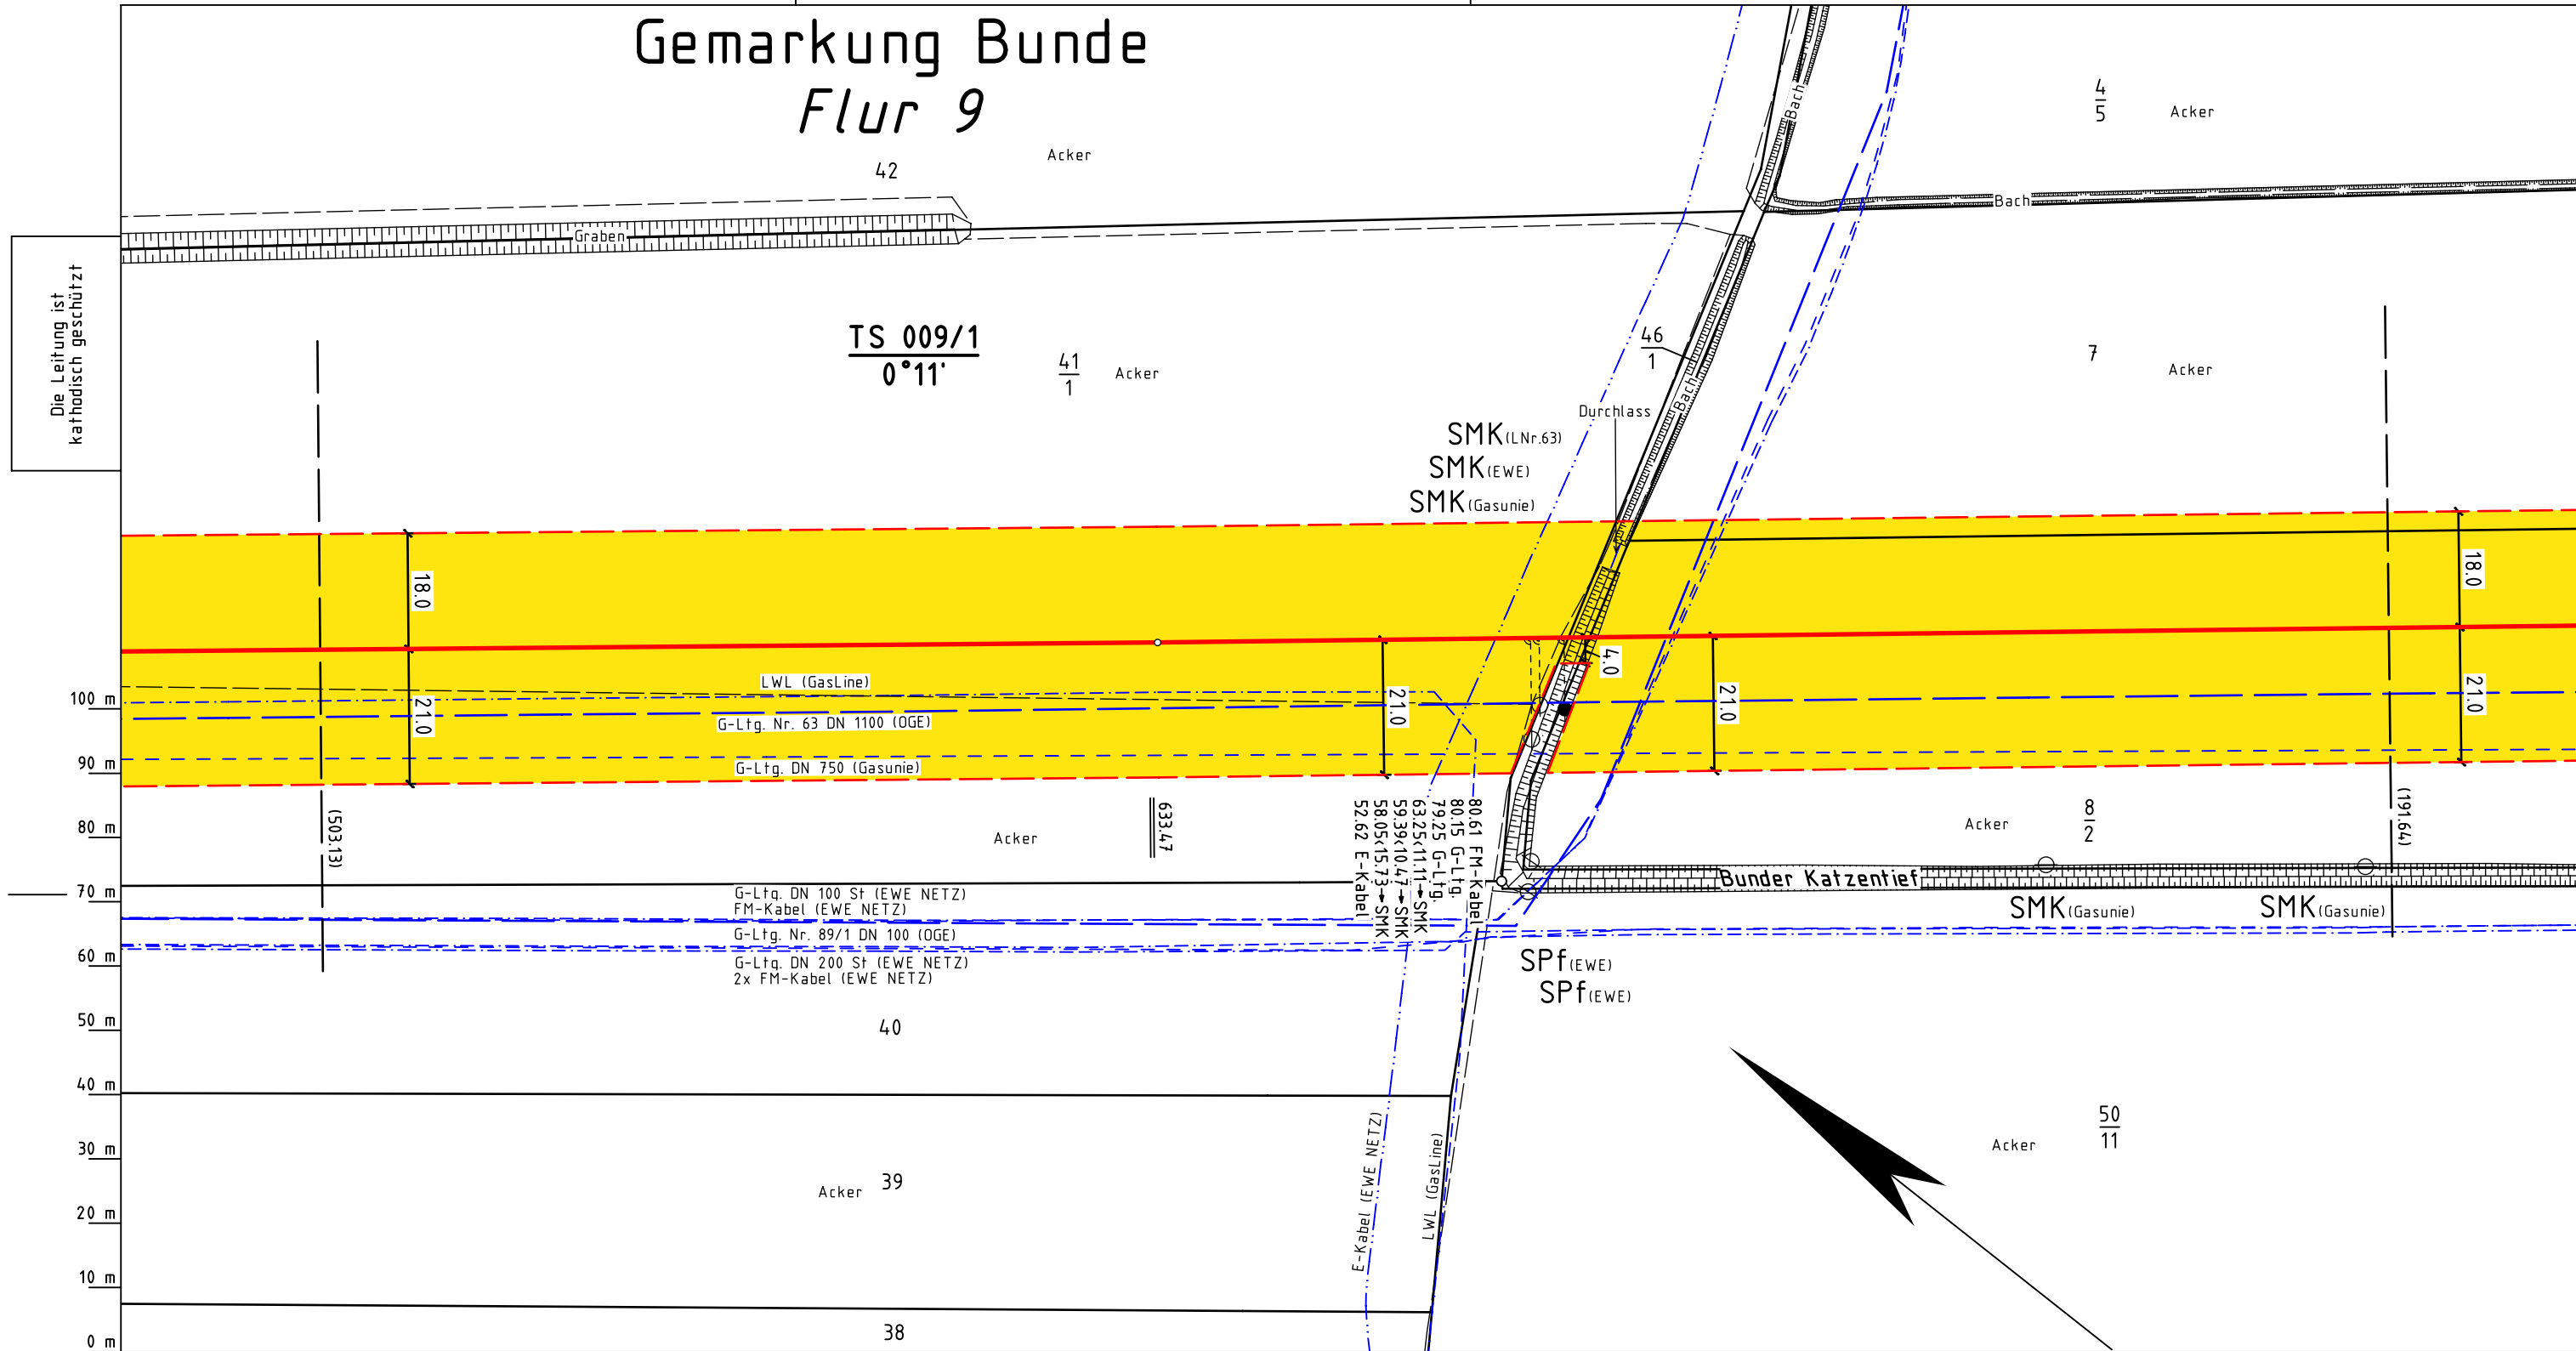 Gemarkung Bunde
Flur 9
Bach
4
5
Acker
Acker
42
Bach
Graben
Die Leitung ist
kathodisch geschützt
TS 009/1
0°11'
41
1
Acker
46
1
Bach
7
Acker
Durchlass
SMK(LNr.63)
SMK(EWE)
SMK(Gasunie)
18.0
18.0
4.0
LWL (GasLine)
100 m
21.0
G-Ltg. Nr. 63 DN 1100 (OGE)
21.0
21.0
21.0
90 m
G-Ltg. DN 750 (Gasunie)
80 m
(503.13)
633.47
Acker
52.62 E-Kabel
58.05<15.73→SMK
59.39<10.47→SMK
63.25<11.11→SMK
79.25 G-Ltg.
80.15 G-Ltg.
80.61 FM-Kabel
Acker
8
2
(191.64)
70 m
G-Ltg. DN 100 St (EWE NETZ)
FM-Kabel (EWE NETZ)
Bunder Katzentief
SMK(Gasunie)
SMK(Gasunie)
G-Ltg. Nr. 89/1 DN 100 (OGE)
60 m
G-Ltg. DN 200 St (EWE NETZ)
2x FM-Kabel (EWE NETZ)
SPf(EWE)
SPf(EWE)
50 m
40
40 m
30 m
E-Kabel (EWE NETZ)
LWL (GasLine)
Acker
50
11
Acker
39
20 m
10 m
0 m
38